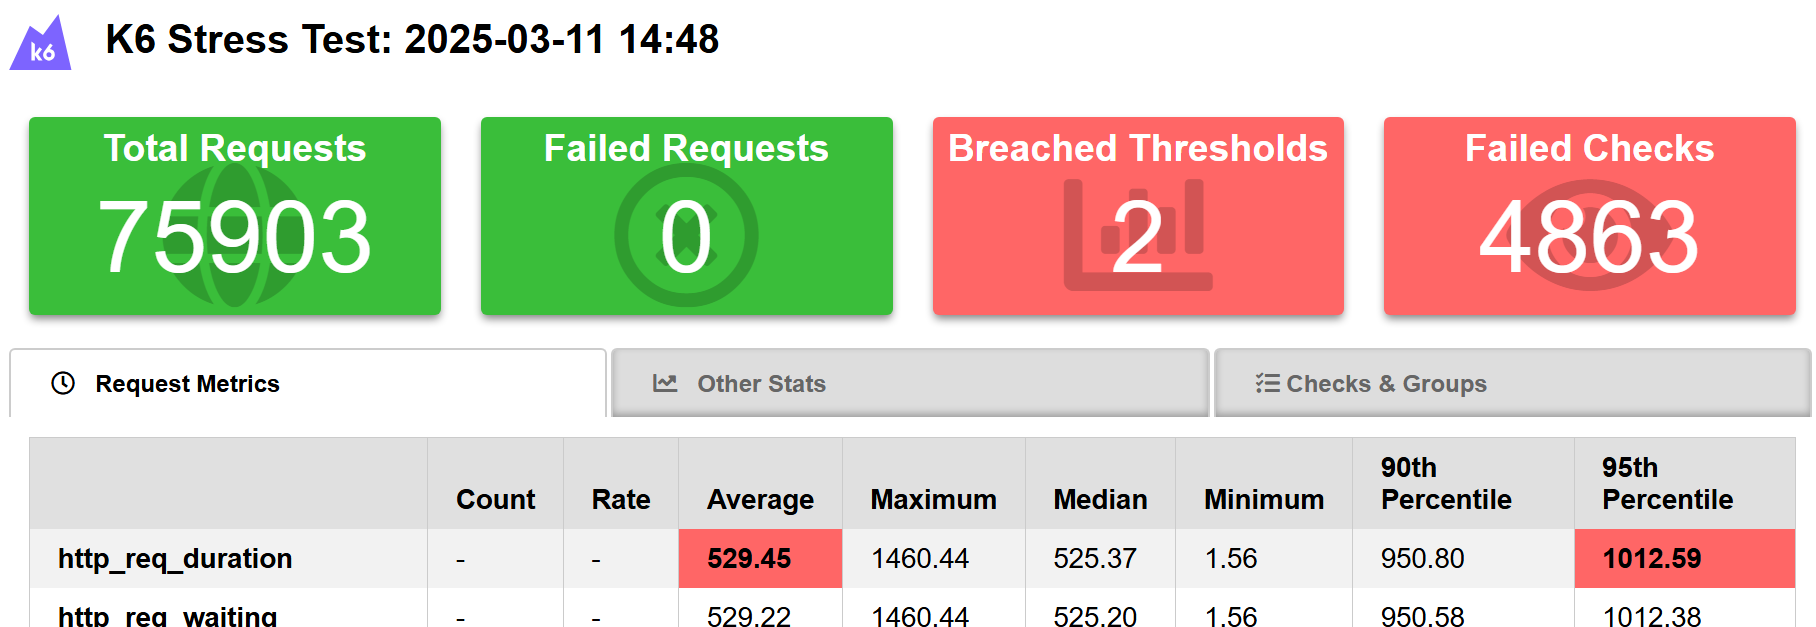 k6
K6 Stress Test: 2025-03-11 14:48
Total Requests
75903
Failed Requests
0
Breached Thresholds
2
Failed Checks
4863
Request Metrics
Other Stats
Checks & Groups
Count Rate Average Maximum Median Minimum 90th Percentile 95th Percentile
http_req_duration - - 529.45 1460.44 525.37 1.56 950.80 1012.59
http_req_waiting - - 529.22 1460.44 525.20 1.56 950.58 1012.38